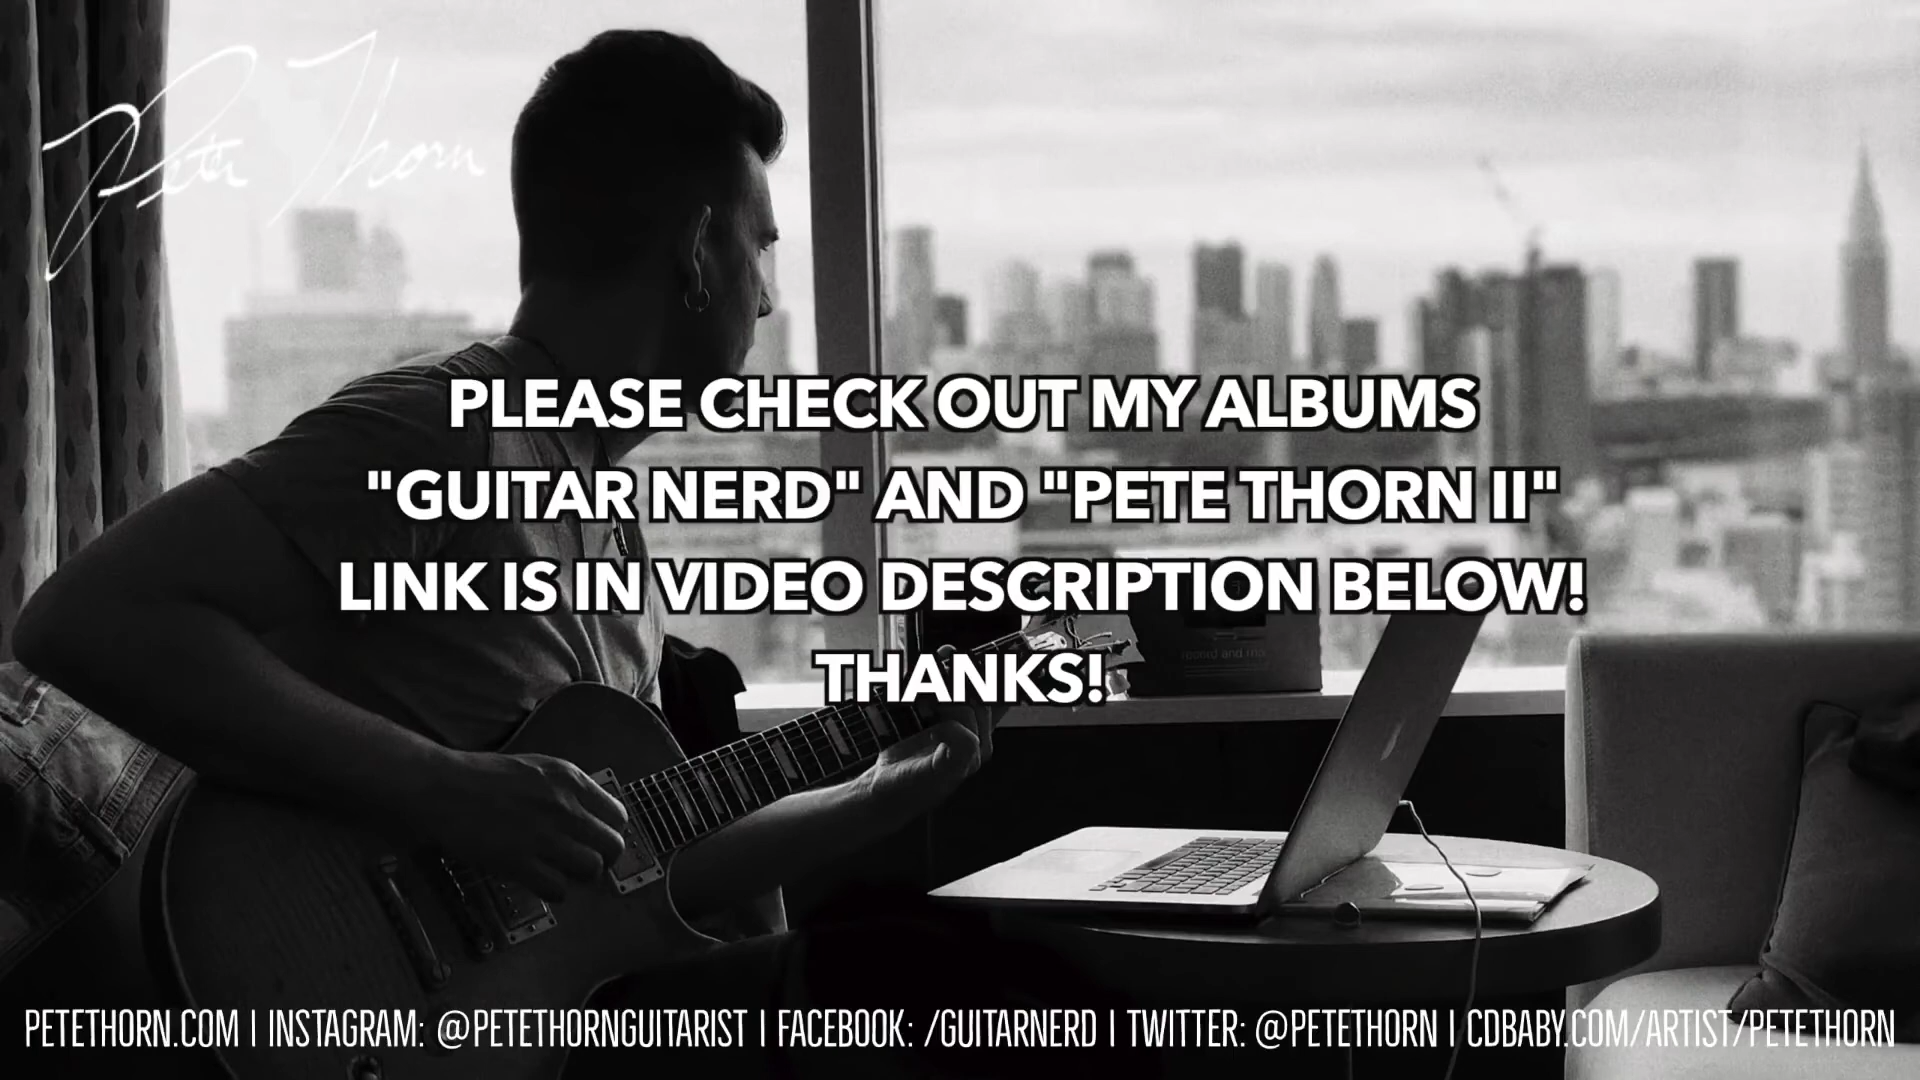 Pete Thorn
PLEASE CHECK OUT MY ALBUMS
"GUITAR NERD" AND "PETE THORN II"
LINK IS IN VIDEO DESCRIPTION BELOW!
THANKS!
PETETHORN.COM | INSTAGRAM: @PETETHORNGUITARIST | FACEBOOK: /GUITARNERD | TWITTER: @PETETHORN | CDBABY.COM/ARTIST/PETETHORN